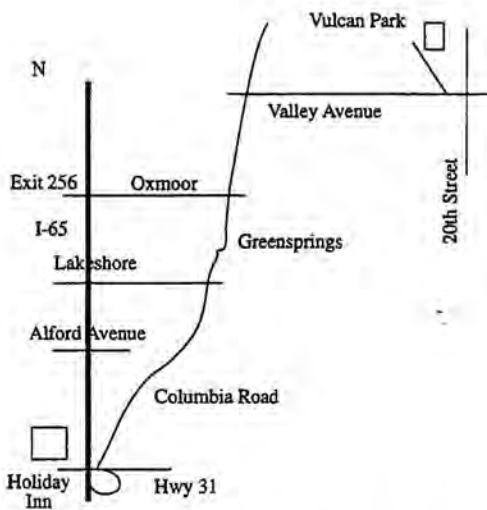 Vulcan Park
N
Valley Avenue
Exit 256
Oxmoor
20th Street
I-65
Greensprings
Lakeshore
Alford Avenue
Columbia Road
Holiday
Inn
Hwy 31